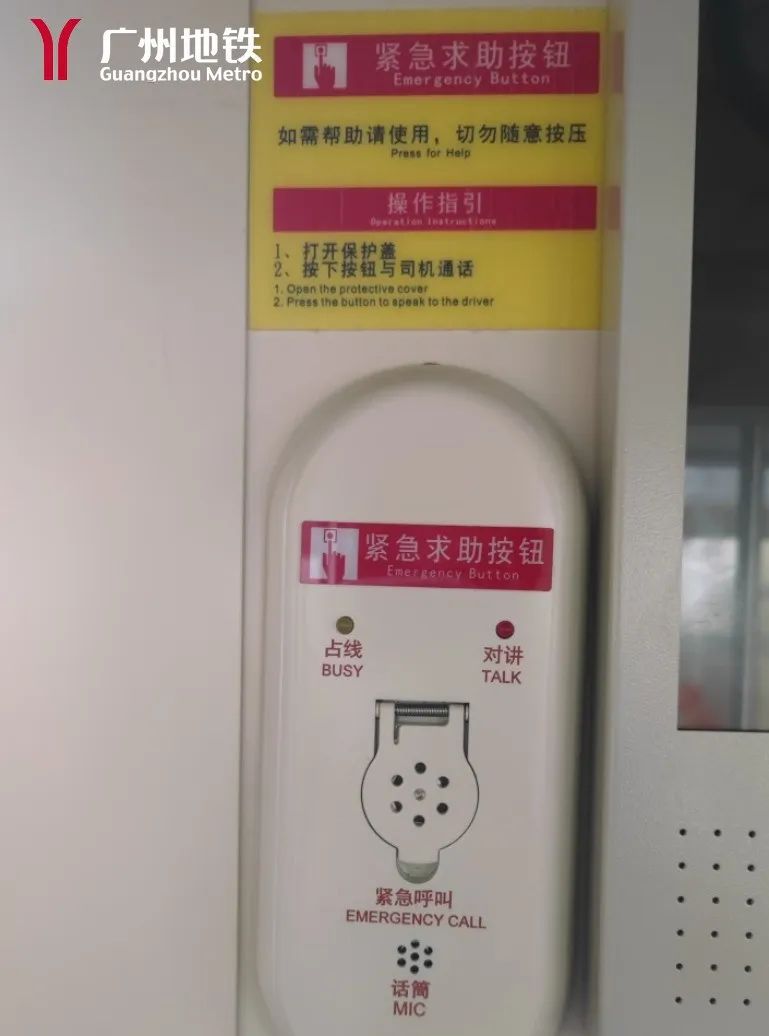 广州地铁
Guangzhou Metro
紧急求助按钮
Emergency Button
如需帮助请使用，切勿随意按压
Press for Help
操作指引
Operation Instructions
1、打开保护盖
2、按下按钮与司机通话
1. Open the protective cover
2. Press the button to speak to the driver
紧急求助按钮
Emergency Button
占线
BUSY
对讲
TALK
紧急呼叫
EMERGENCY CALL
话筒
MIC